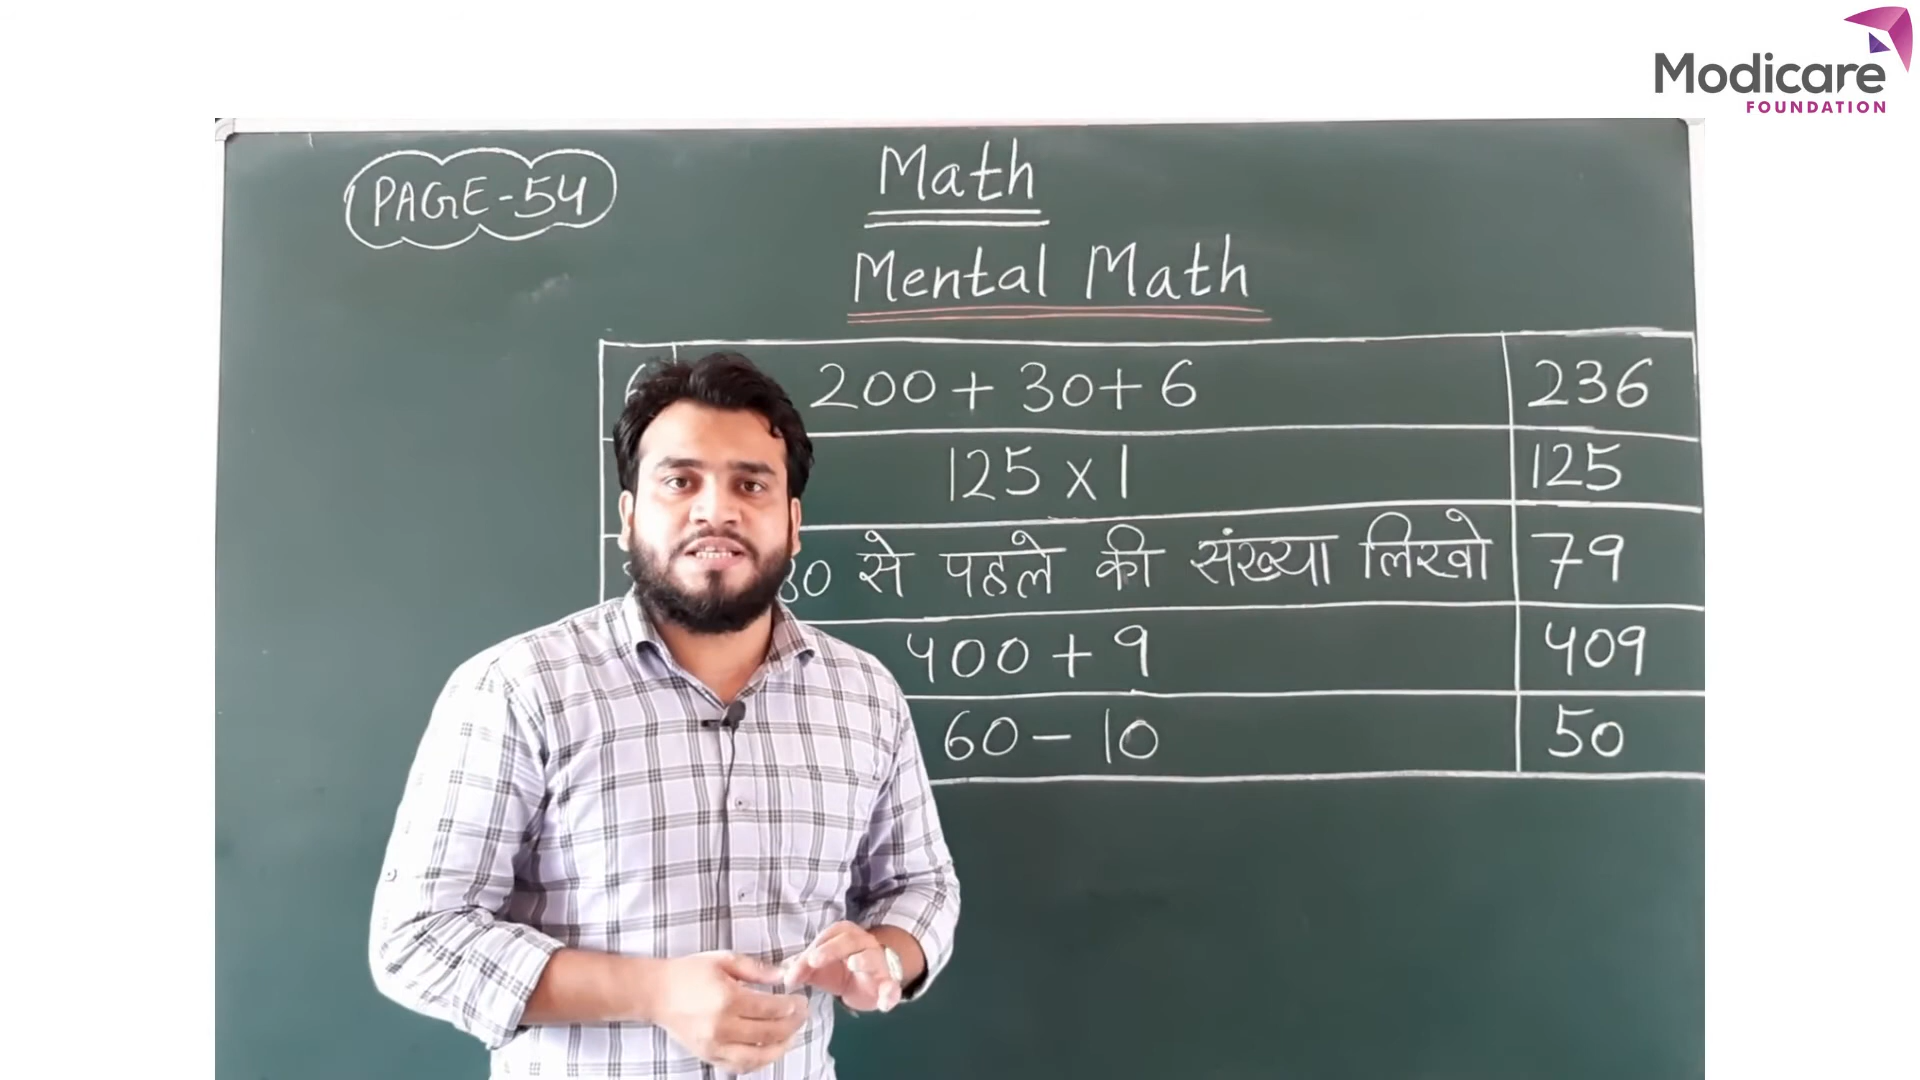 Modicare
FOUNDATION
PAGE-54
Math
Mental Math
200 + 30 + 6 236
125 x 1 125
80 से पहले की संख्या लिखो 79
400 + 9 409
60 - 10 50